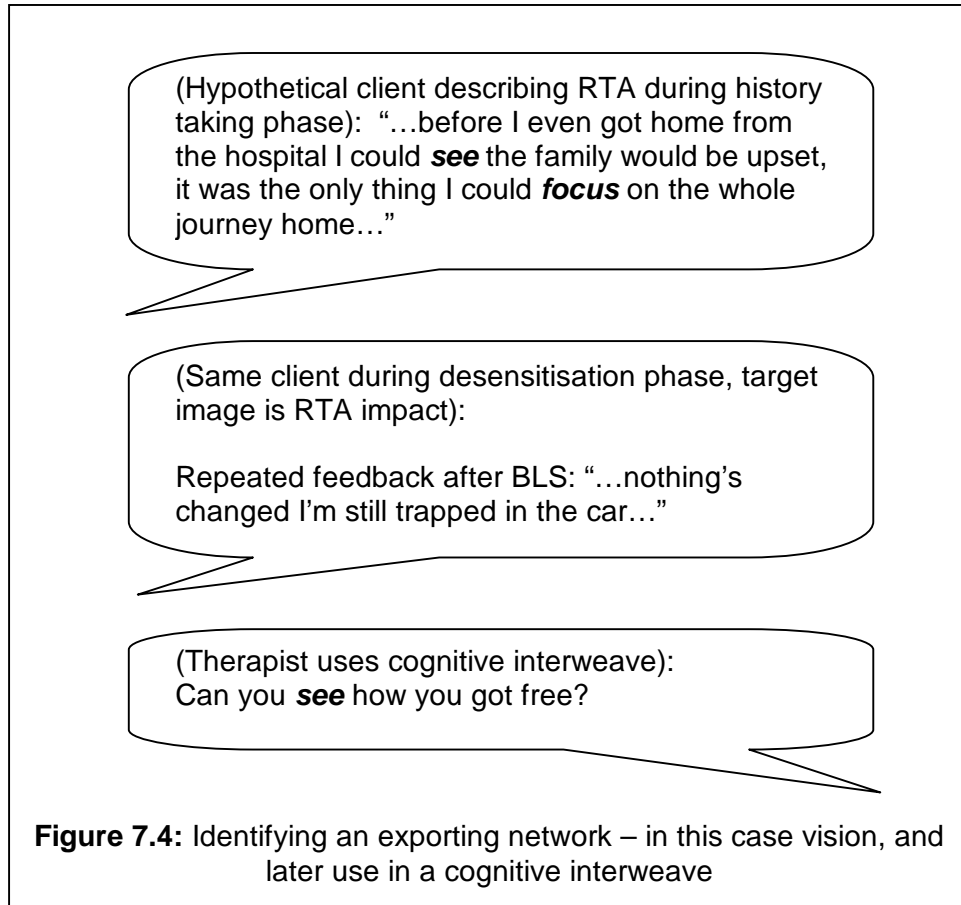 (Hypothetical client describing RTA during history
taking phase): “…before I even got home from
the hospital I could see the family would be upset,
it was the only thing I could focus on the whole
journey home…”
(Same client during desensitisation phase, target
image is RTA impact):
Repeated feedback after BLS: “…nothing’s
changed I’m still trapped in the car…”
(Therapist uses cognitive interweave):
Can you see how you got free?
Figure 7.4: Identifying an exporting network – in this case vision, and
later use in a cognitive interweave